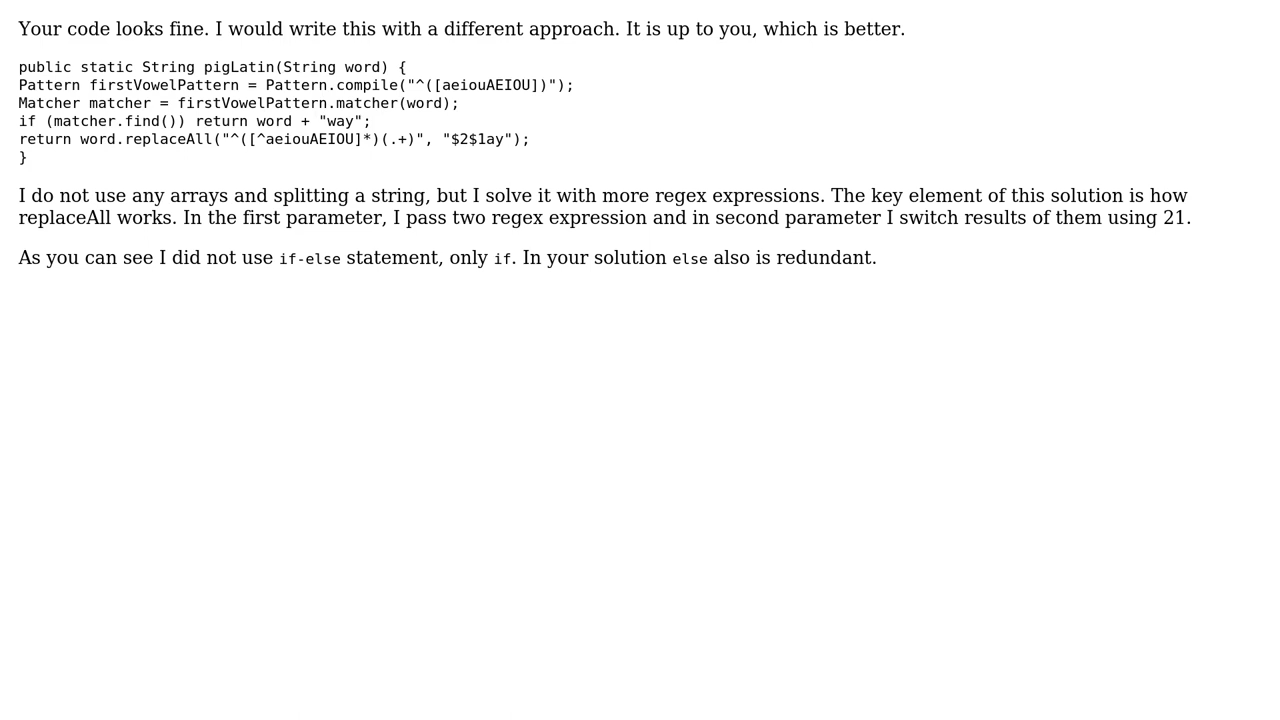 Your code looks fine. I would write this with a different approach. It is up to you, which is better.
public static String pigLatin(String word) {
Pattern firstVowelPattern = Pattern.compile("^([aeiouAEIOU])");
Matcher matcher = firstVowelPattern.matcher(word);
if (matcher.find()) return word + "way";
return word.replaceAll("^([^aeiouAEIOU]*)(.+)", "$2$1ay");
}
I do not use any arrays and splitting a string, but I solve it with more regex expressions. The key element of this solution is how
replaceAll works. In the first parameter, I pass two regex expression and in second parameter I switch results of them using 21.
As you can see I did not use if-else statement, only if. In your solution else also is redundant.